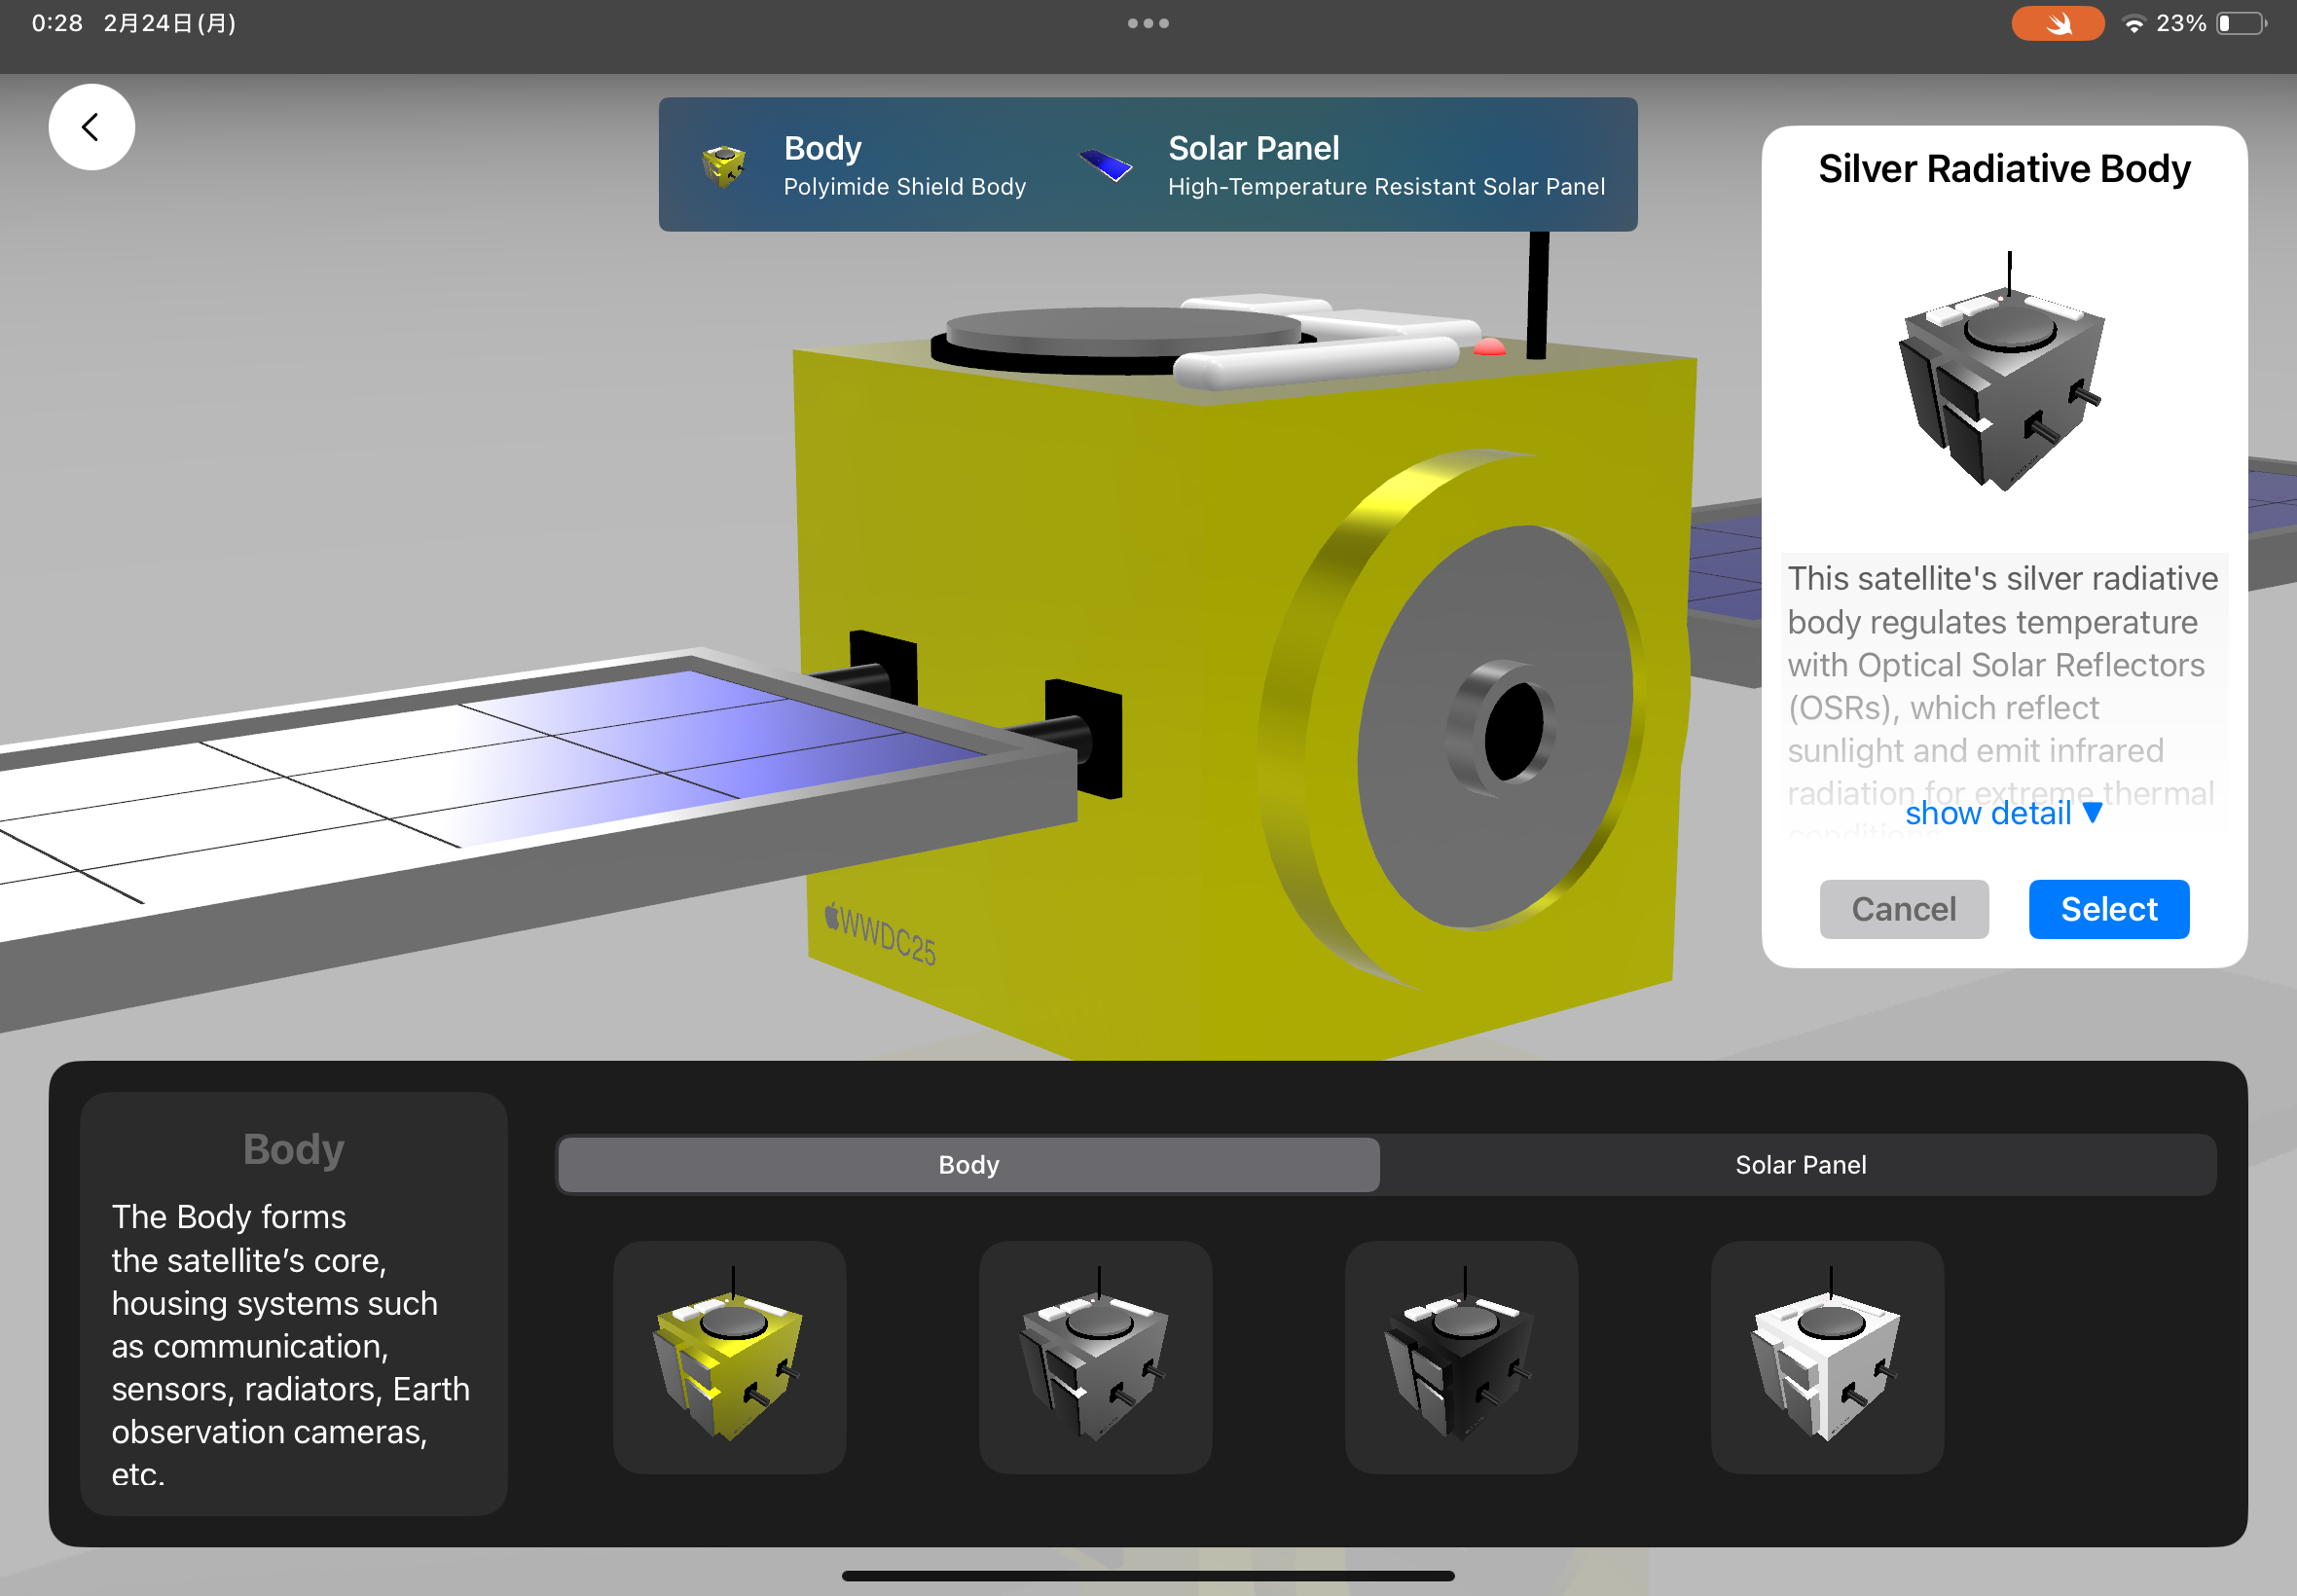 0:28 2月24日(月)
23%
Body
Polyimide Shield Body
Solar Panel
High-Temperature Resistant Solar Panel
Silver Radiative Body
This satellite's silver radiative
body regulates temperature
with Optical Solar Reflectors
(OSRs), which reflect
sunlight and emit infrared
radiation for extreme thermal
conditions
show detail ▼
Cancel
Select
WWDC25
Body
The Body forms
the satellite’s core,
housing systems such
as communication,
sensors, radiators, Earth
observation cameras,
etc.
Body
Solar Panel